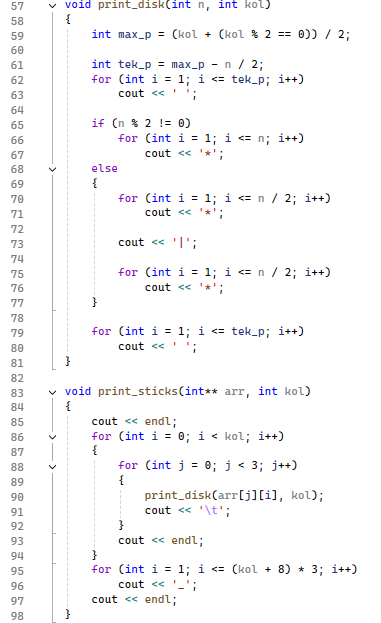 57 void print_disk(int n, int kol)
58 {
59     int max_p = (kol + (kol % 2 == 0)) / 2;
60
61     int tek_p = max_p - n / 2;
62     for (int i = 1; i <= tek_p; i++)
63         cout << ' ';
64
65     if (n % 2 != 0)
66         for (int i = 1; i <= n; i++)
67             cout << '*';
68     else
69     {
70         for (int i = 1; i <= n / 2; i++)
71             cout << '*';
72
73         cout << '|';
74
75         for (int i = 1; i <= n / 2; i++)
76             cout << '*';
77     }
78
79     for (int i = 1; i <= tek_p; i++)
80         cout << ' ';
81 }
82
83 void print_sticks(int** arr, int kol)
84 {
85     cout << endl;
86     for (int i = 0; i < kol; i++)
87     {
88         for (int j = 0; j < 3; j++)
89         {
90             print_disk(arr[j][i], kol);
91             cout << '\t';
92         }
93         cout << endl;
94     }
95     for (int i = 1; i <= (kol + 8) * 3; i++)
96         cout << '_';
97     cout << endl;
98 }